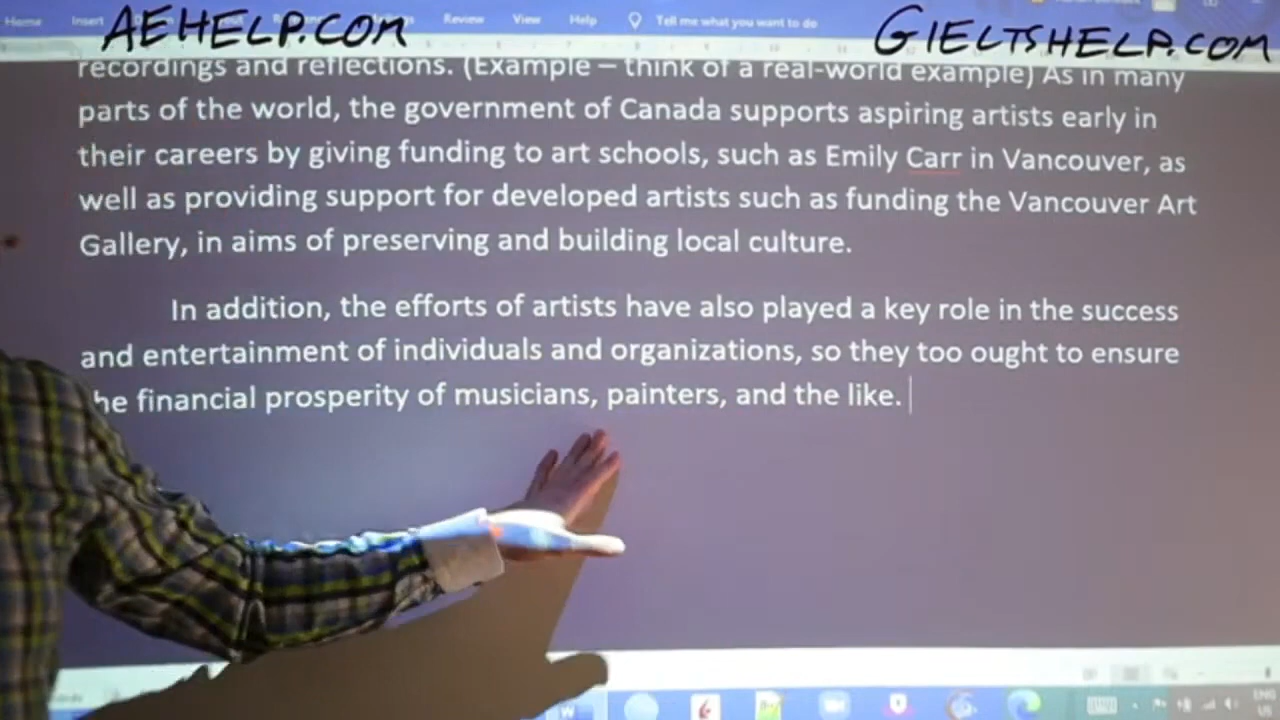 Home Insert Review View Help Tell me what you want to do
AEHELP.COM GIELTSHELP.COM
recordings and reflections. (Example – think of a real-world example) As in many
parts of the world, the government of Canada supports aspiring artists early in
their careers by giving funding to art schools, such as Emily Carr in Vancouver, as
well as providing support for developed artists such as funding the Vancouver Art
Gallery, in aims of preserving and building local culture.
In addition, the efforts of artists have also played a key role in the success
and entertainment of individuals and organizations, so they too ought to ensure
he financial prosperity of musicians, painters, and the like.
ENG
US